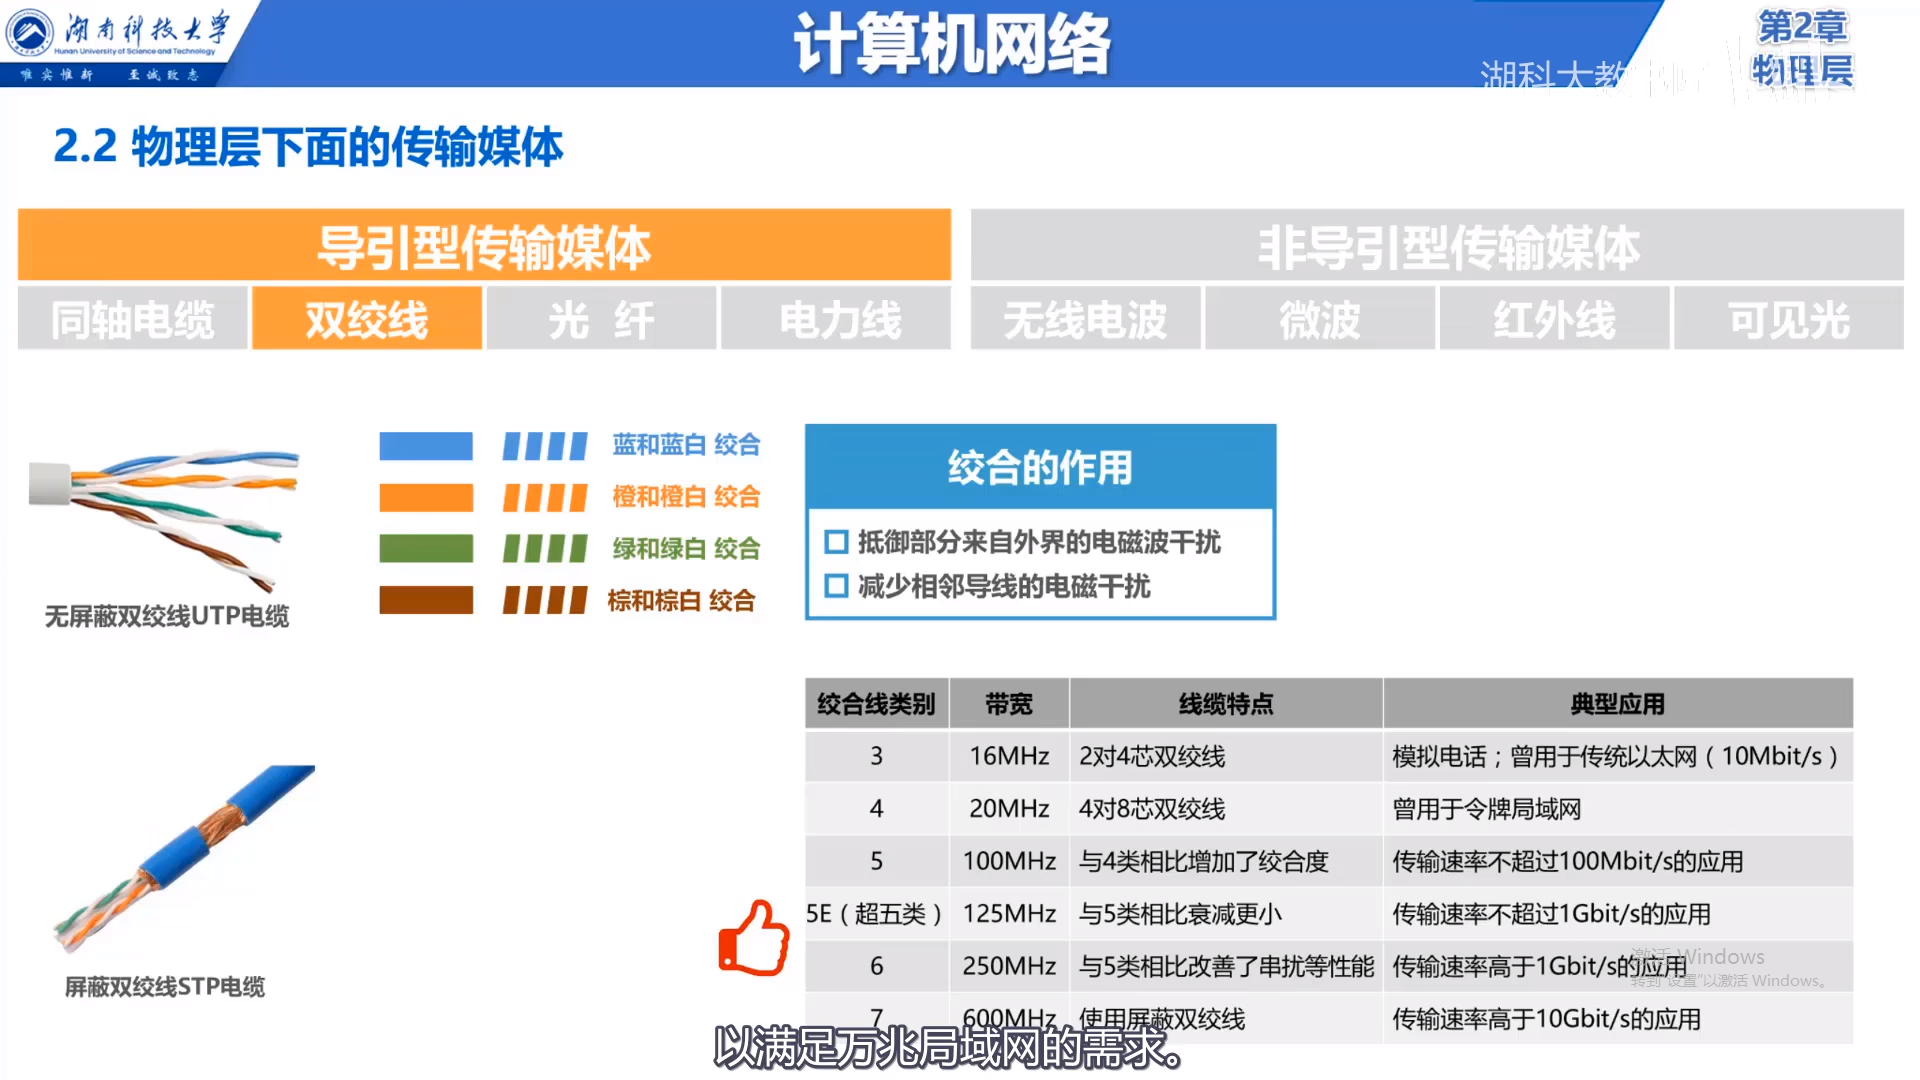 湖南科技大学
Hunan University of Science and Technology
唯实惟新 至诚致志
计算机网络
第2章
物理层
湖科大教书匠
2.2 物理层下面的传输媒体
导引型传输媒体
非导引型传输媒体
同轴电缆 双绞线 光 纤 电力线 无线电波 微波 红外线 可见光
蓝和蓝白 绞合
橙和橙白 绞合
绿和绿白 绞合
棕和棕白 绞合
无屏蔽双绞线UTP电缆
绞合的作用
抵御部分来自外界的电磁波干扰
减少相邻导线的电磁干扰
屏蔽双绞线STP电缆
绞合线类别 带宽 线缆特点 典型应用
3 16MHz 2对4芯双绞线 模拟电话；曾用于传统以太网（10Mbit/s）
4 20MHz 4对8芯双绞线 曾用于令牌局域网
5 100MHz 与4类相比增加了绞合度 传输速率不超过100Mbit/s的应用
5E（超五类） 125MHz 与5类相比衰减更小 传输速率不超过1Gbit/s的应用
6 250MHz 与5类相比改善了串扰等性能 传输速率高于1Gbit/s的应用
7 600MHz 使用屏蔽双绞线 传输速率高于10Gbit/s的应用
激活 Windows
转到"设置"以激活 Windows。
以满足万兆局域网的需求。